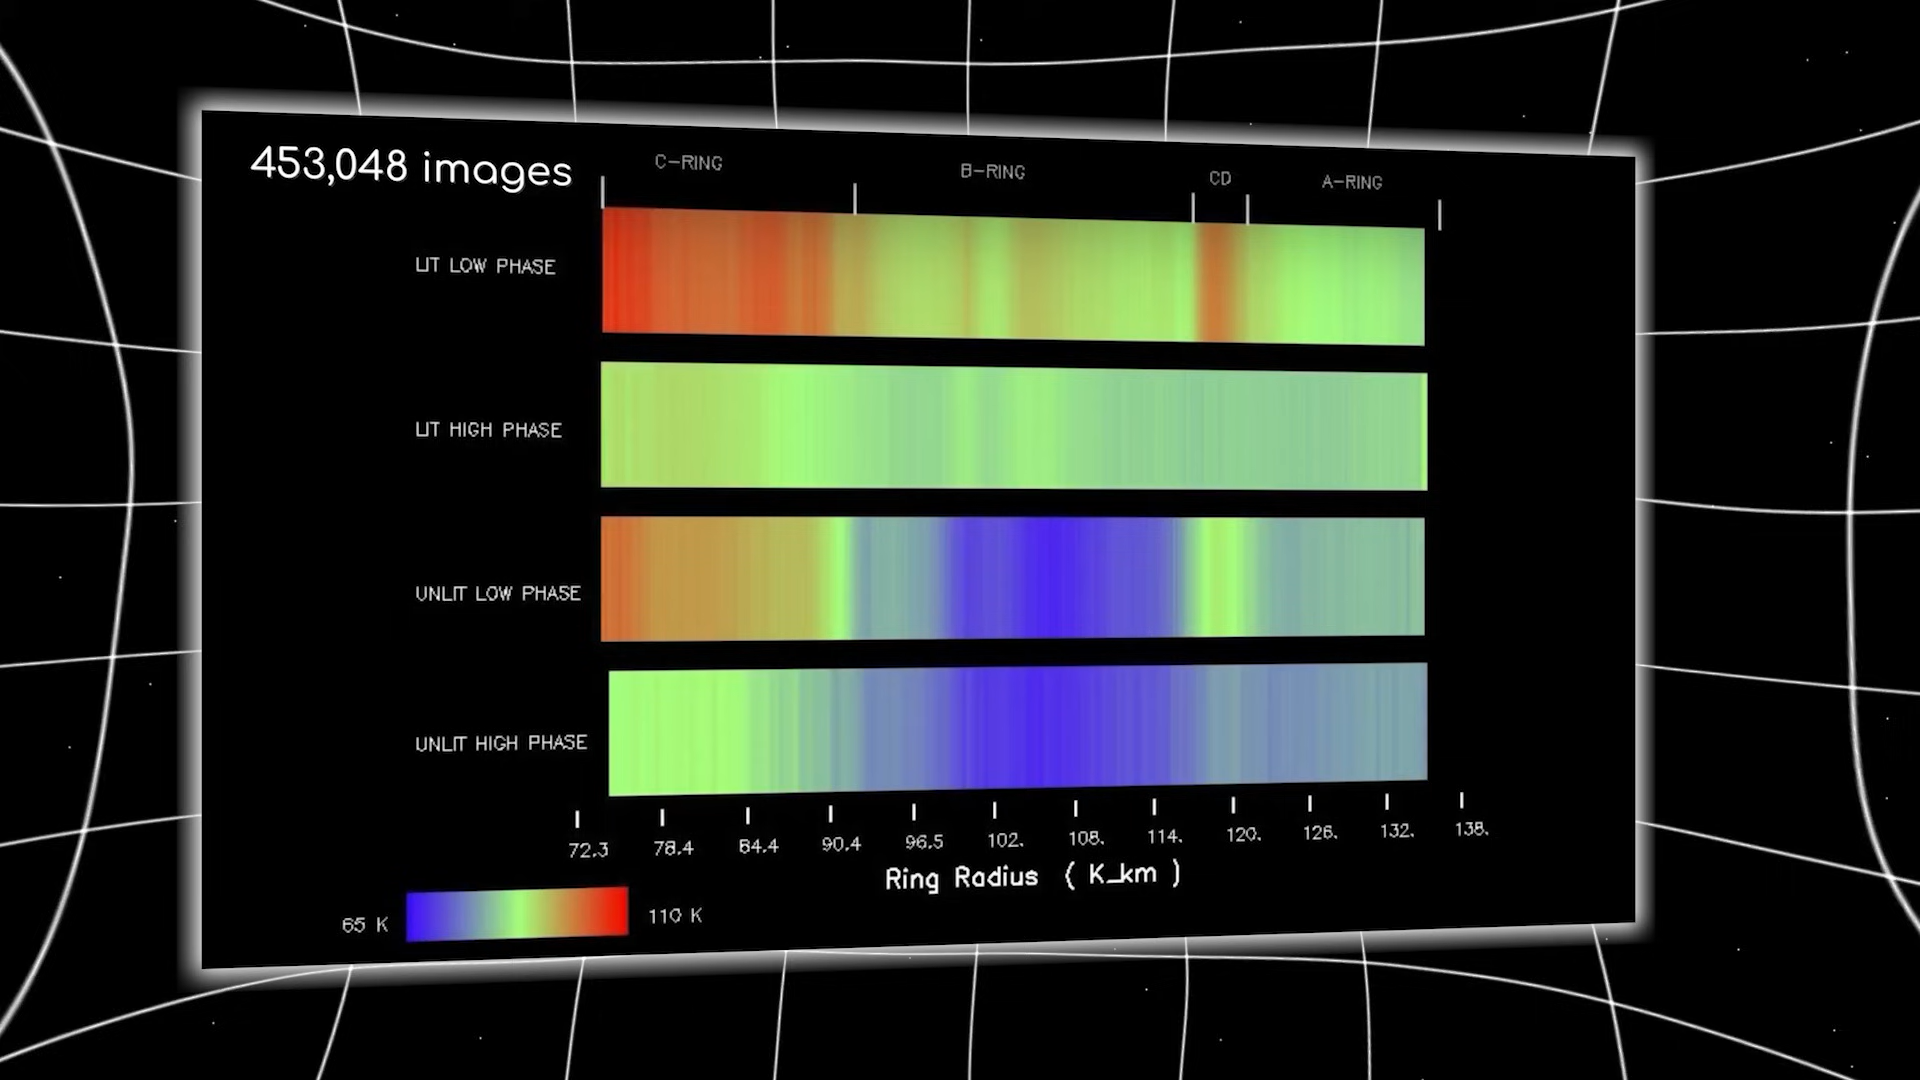 453,048 images
C-RING B-RING CD A-RING
LIT LOW PHASE
LIT HIGH PHASE
UNLIT LOW PHASE
UNLIT HIGH PHASE
72.3 78.4 84.4 90.4 96.5 102. 108. 114. 120. 126. 132. 138.
Ring Radius ( K_km )
65 K 110 K